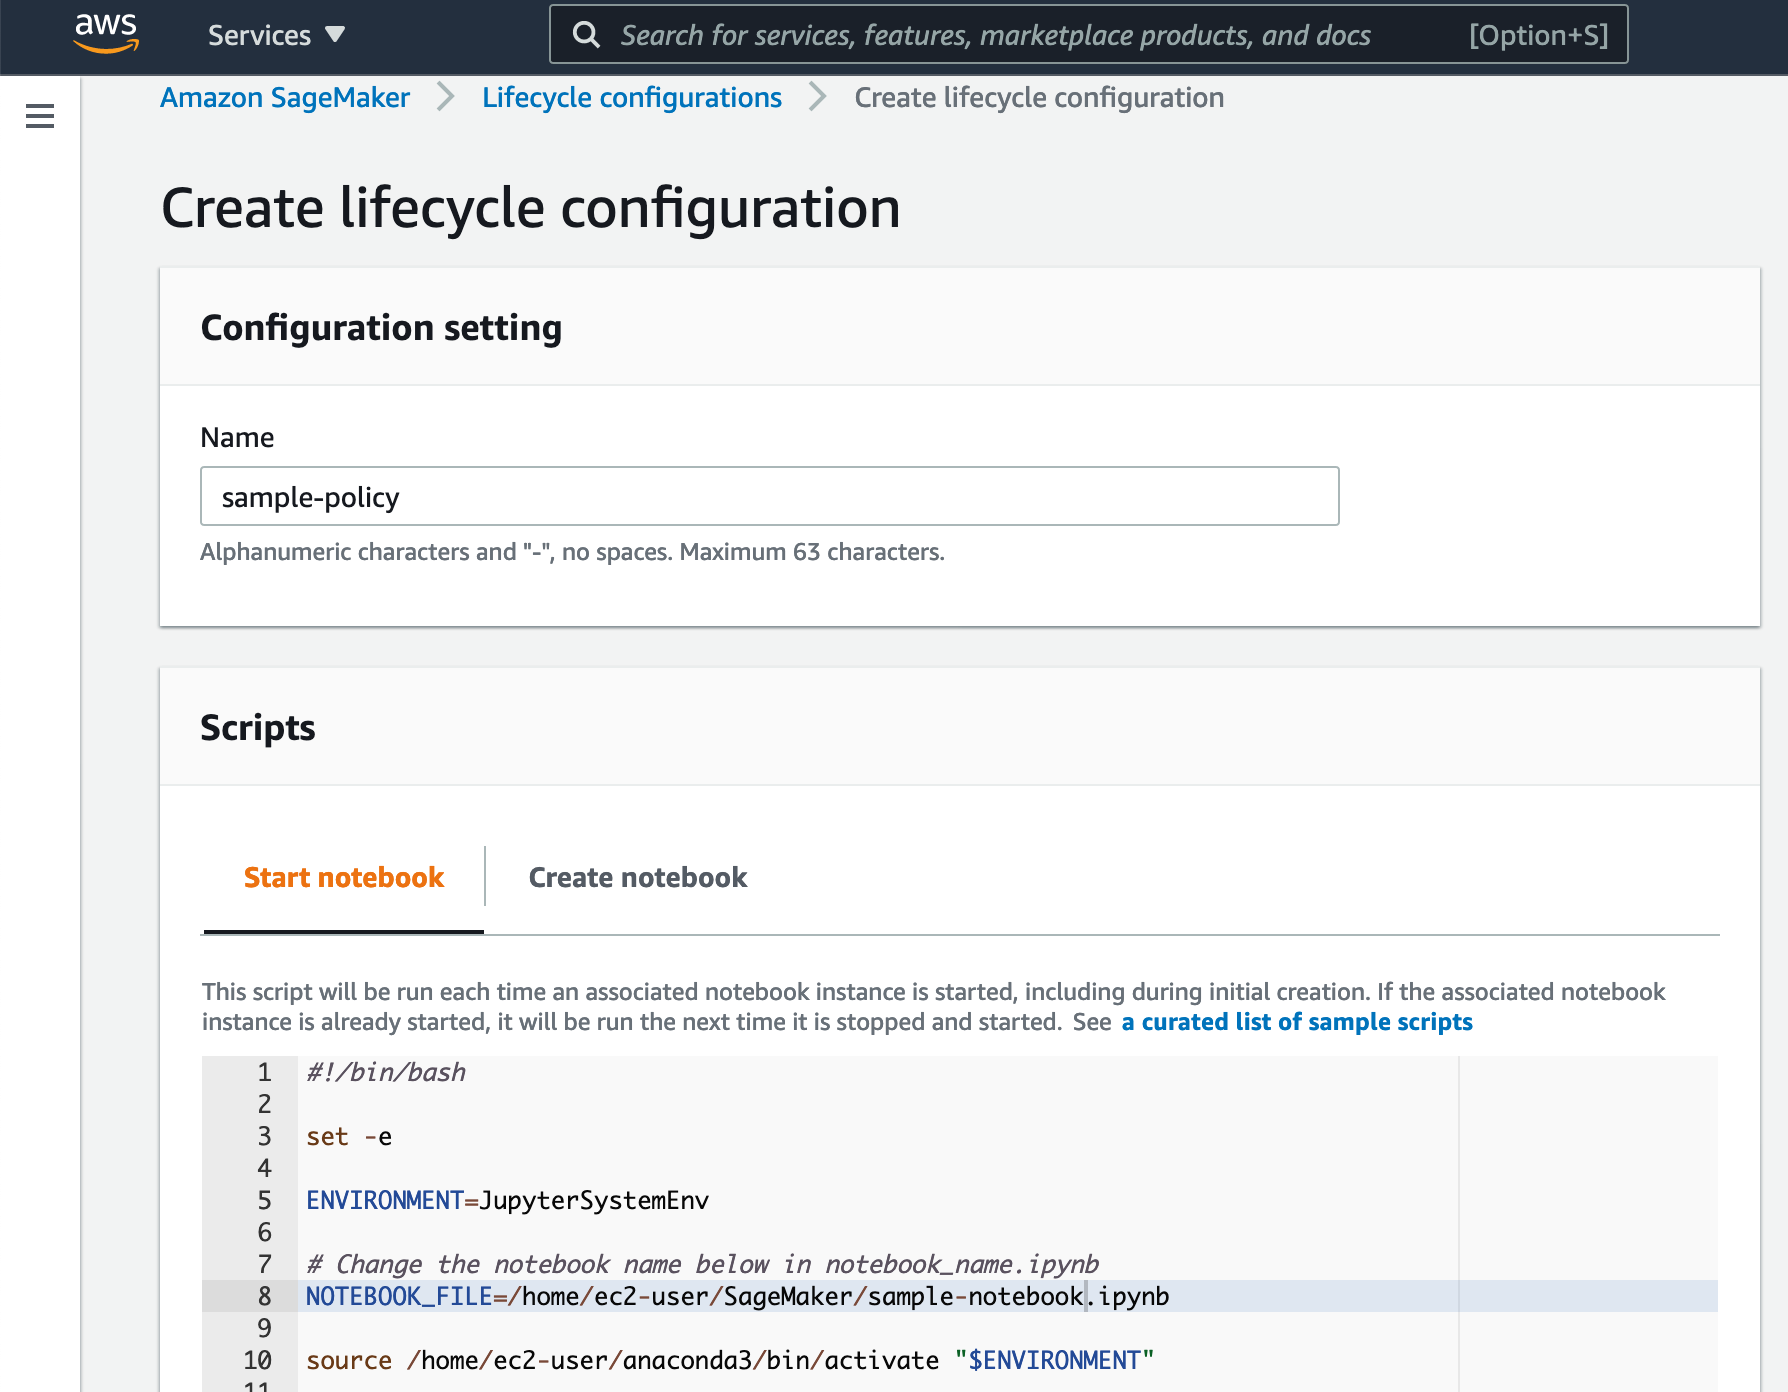 aws Services Search for services, features, marketplace products, and docs [Option+S]
Amazon SageMaker Lifecycle configurations Create lifecycle configuration
Create lifecycle configuration
Configuration setting
Name
sample-policy
Alphanumeric characters and "-", no spaces. Maximum 63 characters.
Scripts
Start notebook Create notebook
This script will be run each time an associated notebook instance is started, including during initial creation. If the associated notebook
instance is already started, it will be run the next time it is stopped and started. See a curated list of sample scripts
1 #!/bin/bash
2
3 set -e
4
5 ENVIRONMENT=JupyterSystemEnv
6
7 # Change the notebook name below in notebook_name.ipynb
8 NOTEBOOK_FILE=/home/ec2-user/SageMaker/sample-notebook.ipynb
9
10 source /home/ec2-user/anaconda3/bin/activate "$ENVIRONMENT"
11